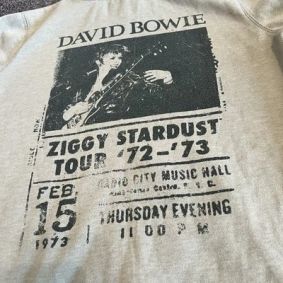 DAVID BOWIE
ZIGGY STARDUST
TOUR '72-'73
FEB
15
1973
RADIO CITY MUSIC HALL
THURSDAY EVENING
11 00 P M